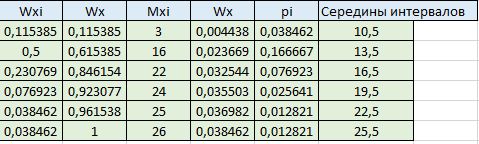 Wxi Wx Mxi Wx pi Середины интервалов
0,115385 0,115385 3 0,004438 0,038462 10,5
0,5 0,615385 16 0,023669 0,166667 13,5
0,230769 0,846154 22 0,032544 0,076923 16,5
0,076923 0,923077 24 0,035503 0,025641 19,5
0,038462 0,961538 25 0,036982 0,012821 22,5
0,038462 1 26 0,038462 0,012821 25,5